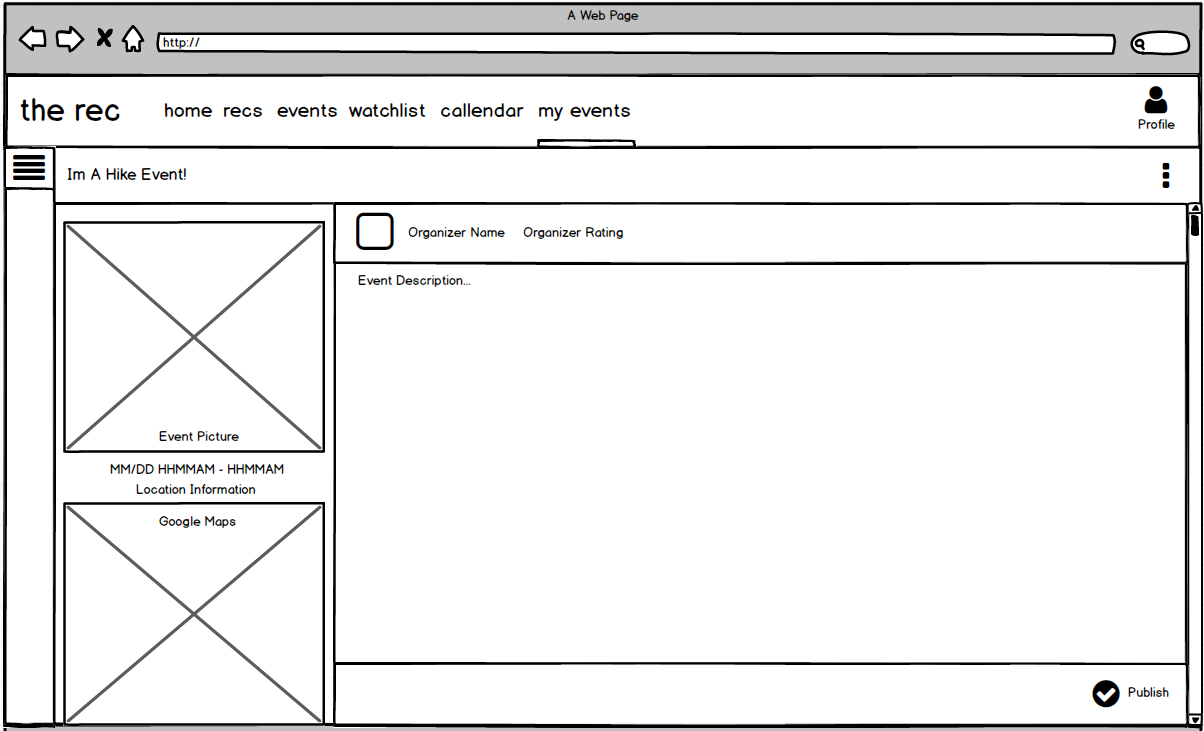 A Web Page
http://
the rec home recs events watchlist callendar my events
Profile
Im A Hike Event!
Organizer Name Organizer Rating
Event Description...
Event Picture
MM/DD HHMMAM - HHMMAM
Location Information
Google Maps
Publish